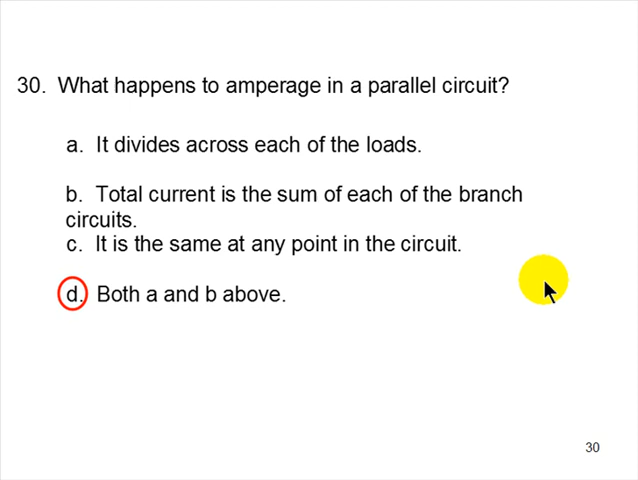 30. What happens to amperage in a parallel circuit?
a. It divides across each of the loads.
b. Total current is the sum of each of the branch
circuits.
c. It is the same at any point in the circuit.
d. Both a and b above.
30